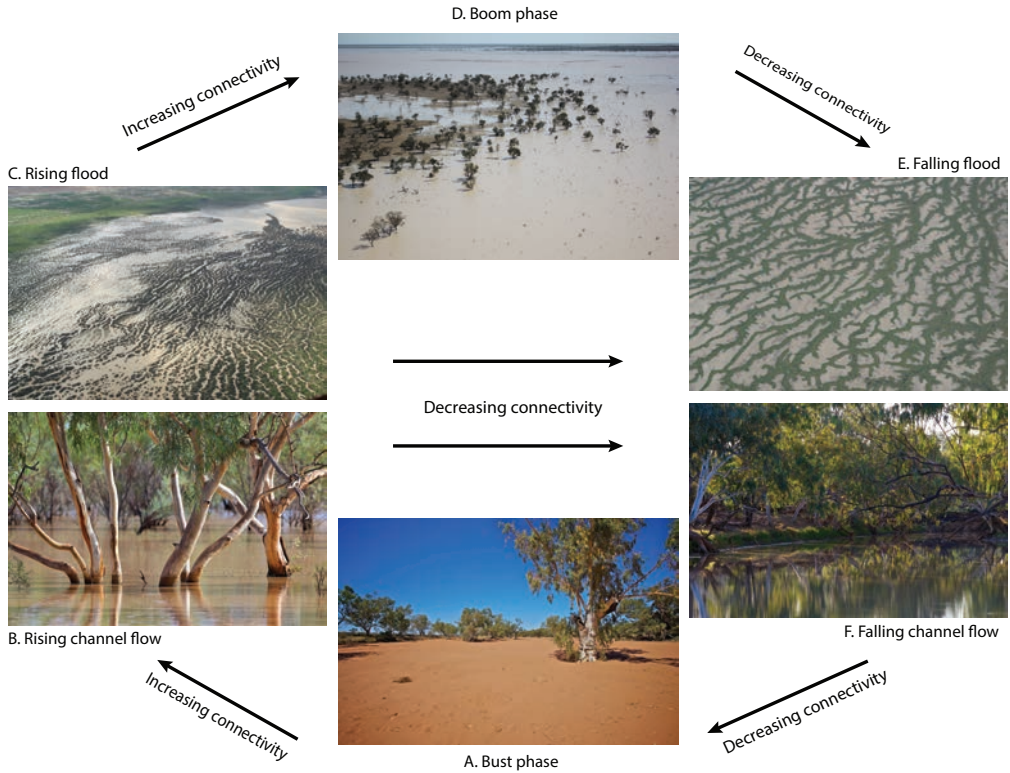 D. Boom phase
Increasing connectivity
Decreasing connectivity
C. Rising flood
E. Falling flood
Decreasing connectivity
B. Rising channel flow
F. Falling channel flow
Increasing connectivity
Decreasing connectivity
A. Bust phase